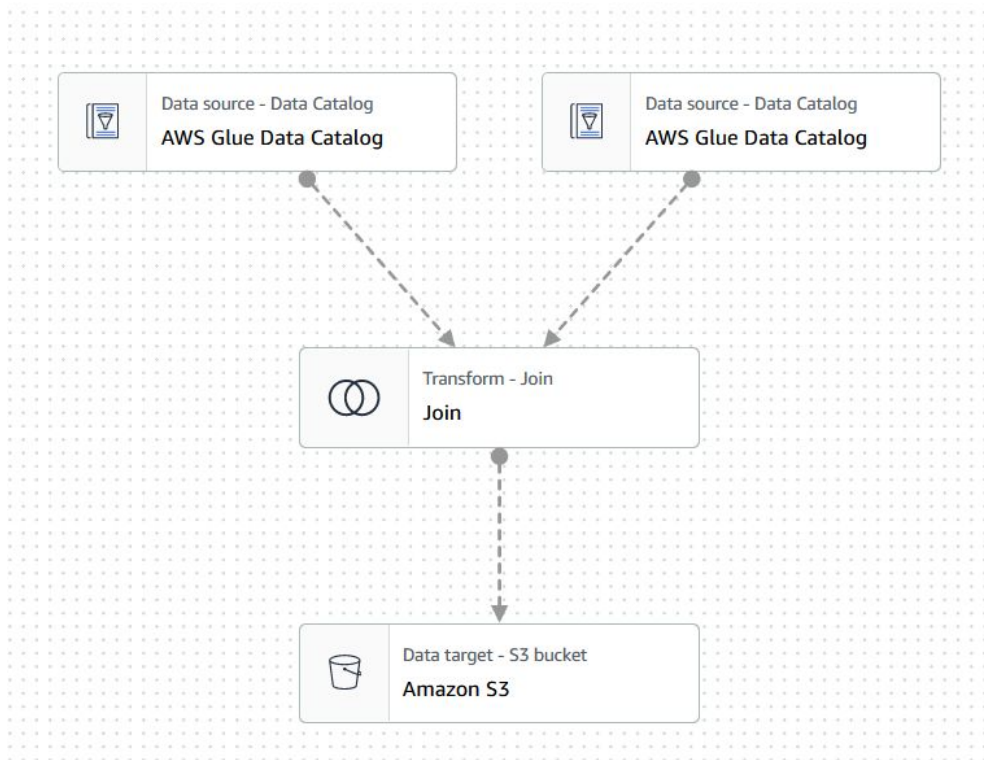 Data source - Data Catalog
AWS Glue Data Catalog
Data source - Data Catalog
AWS Glue Data Catalog
Transform - Join
Join
Data target - S3 bucket
Amazon S3